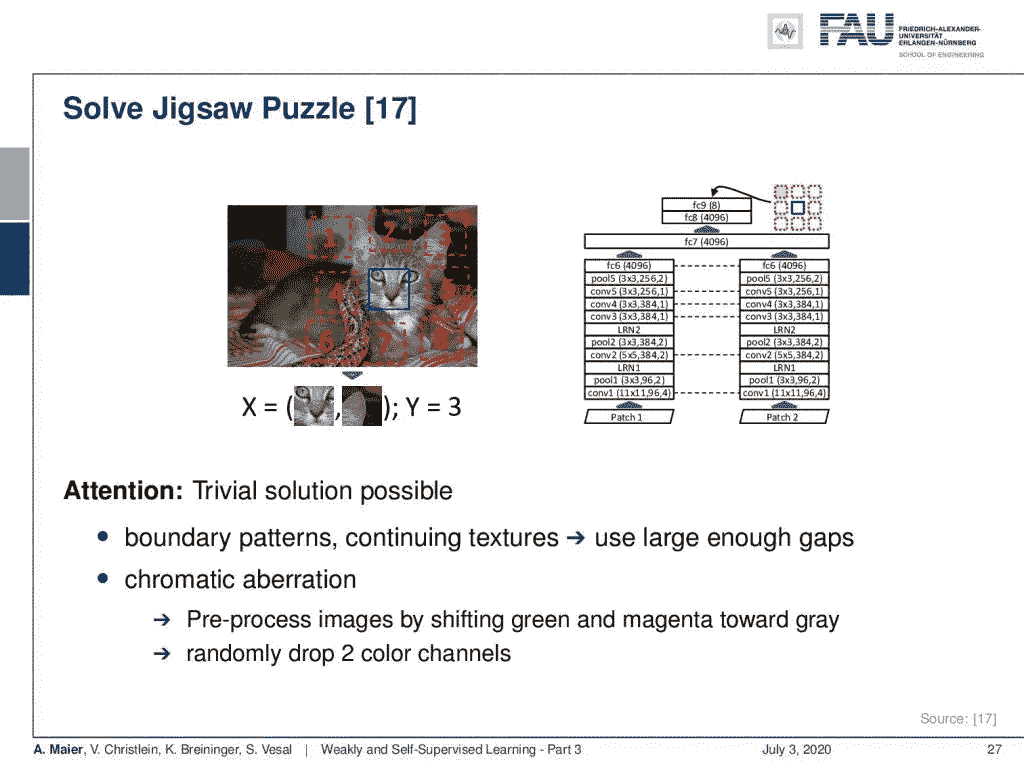 FAU
FRIEDRICH-ALEXANDER-
UNIVERSITÄT
ERLANGEN-NÜRNBERG
SCHOOL OF ENGINEERING
Solve Jigsaw Puzzle [17]
X = ( , ); Y = 3
fc9 (8)
fc8 (4096)
fc7 (4096)
fc6 (4096) fc6 (4096)
pool5 (3x3,256,2) pool5 (3x3,256,2)
conv5 (3x3,256,1) conv5 (3x3,256,1)
conv4 (3x3,384,1) conv4 (3x3,384,1)
conv3 (3x3,384,1) conv3 (3x3,384,1)
LRN2 LRN2
pool2 (3x3,384,2) pool2 (3x3,384,2)
conv2 (5x5,384,2) conv2 (5x5,384,2)
LRN1 LRN1
pool1 (3x3,96,2) pool1 (3x3,96,2)
conv1 (11x11,96,4) conv1 (11x11,96,4)
Patch 1 Patch 2
Attention: Trivial solution possible
• boundary patterns, continuing textures ➔ use large enough gaps
• chromatic aberration
➔ Pre-process images by shifting green and magenta toward gray
➔ randomly drop 2 color channels
Source: [17]
A. Maier, V. Christlein, K. Breininger, S. Vesal | Weakly and Self-Supervised Learning - Part 3 July 3, 2020 27